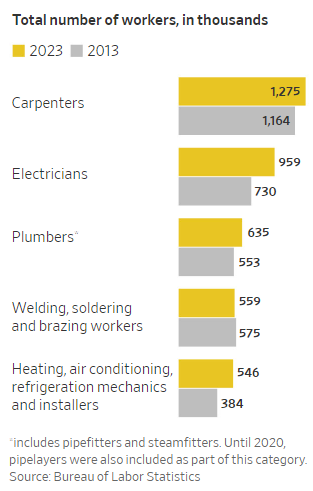 Total number of workers, in thousands
2023 2013
Carpenters
1,275
1,164
Electricians
959
730
Plumbers*
635
553
Welding, soldering
and brazing workers
559
575
Heating, air conditioning,
refrigeration mechanics
and installers
546
384
*includes pipefitters and steamfitters. Until 2020,
pipelayers were also included as part of this category.
Source: Bureau of Labor Statistics